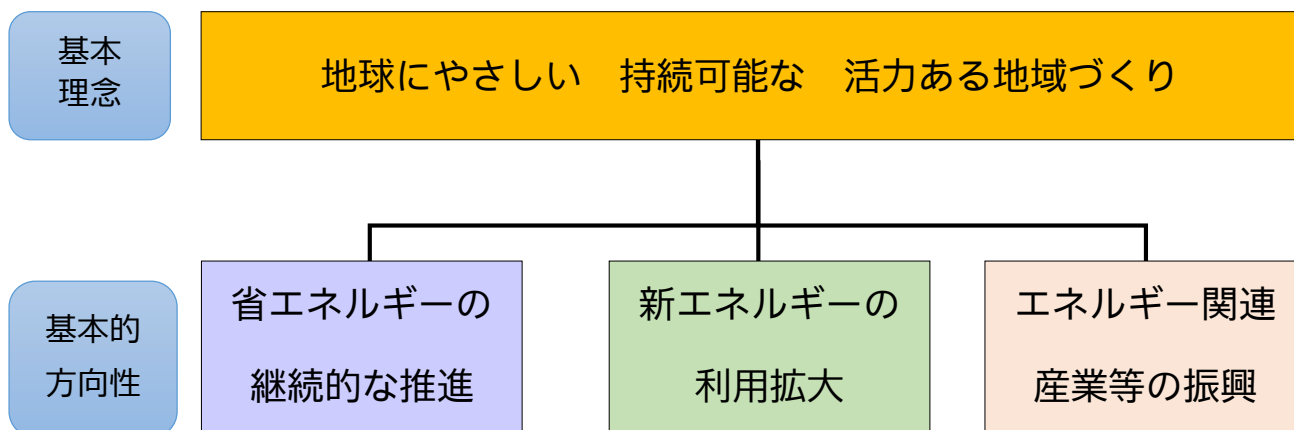 基本
理念
地球にやさしい　持続可能な　活力ある地域づくり
基本的
方向性
省エネルギーの
継続的な推進
新エネルギーの
利用拡大
エネルギー関連
産業等の振興